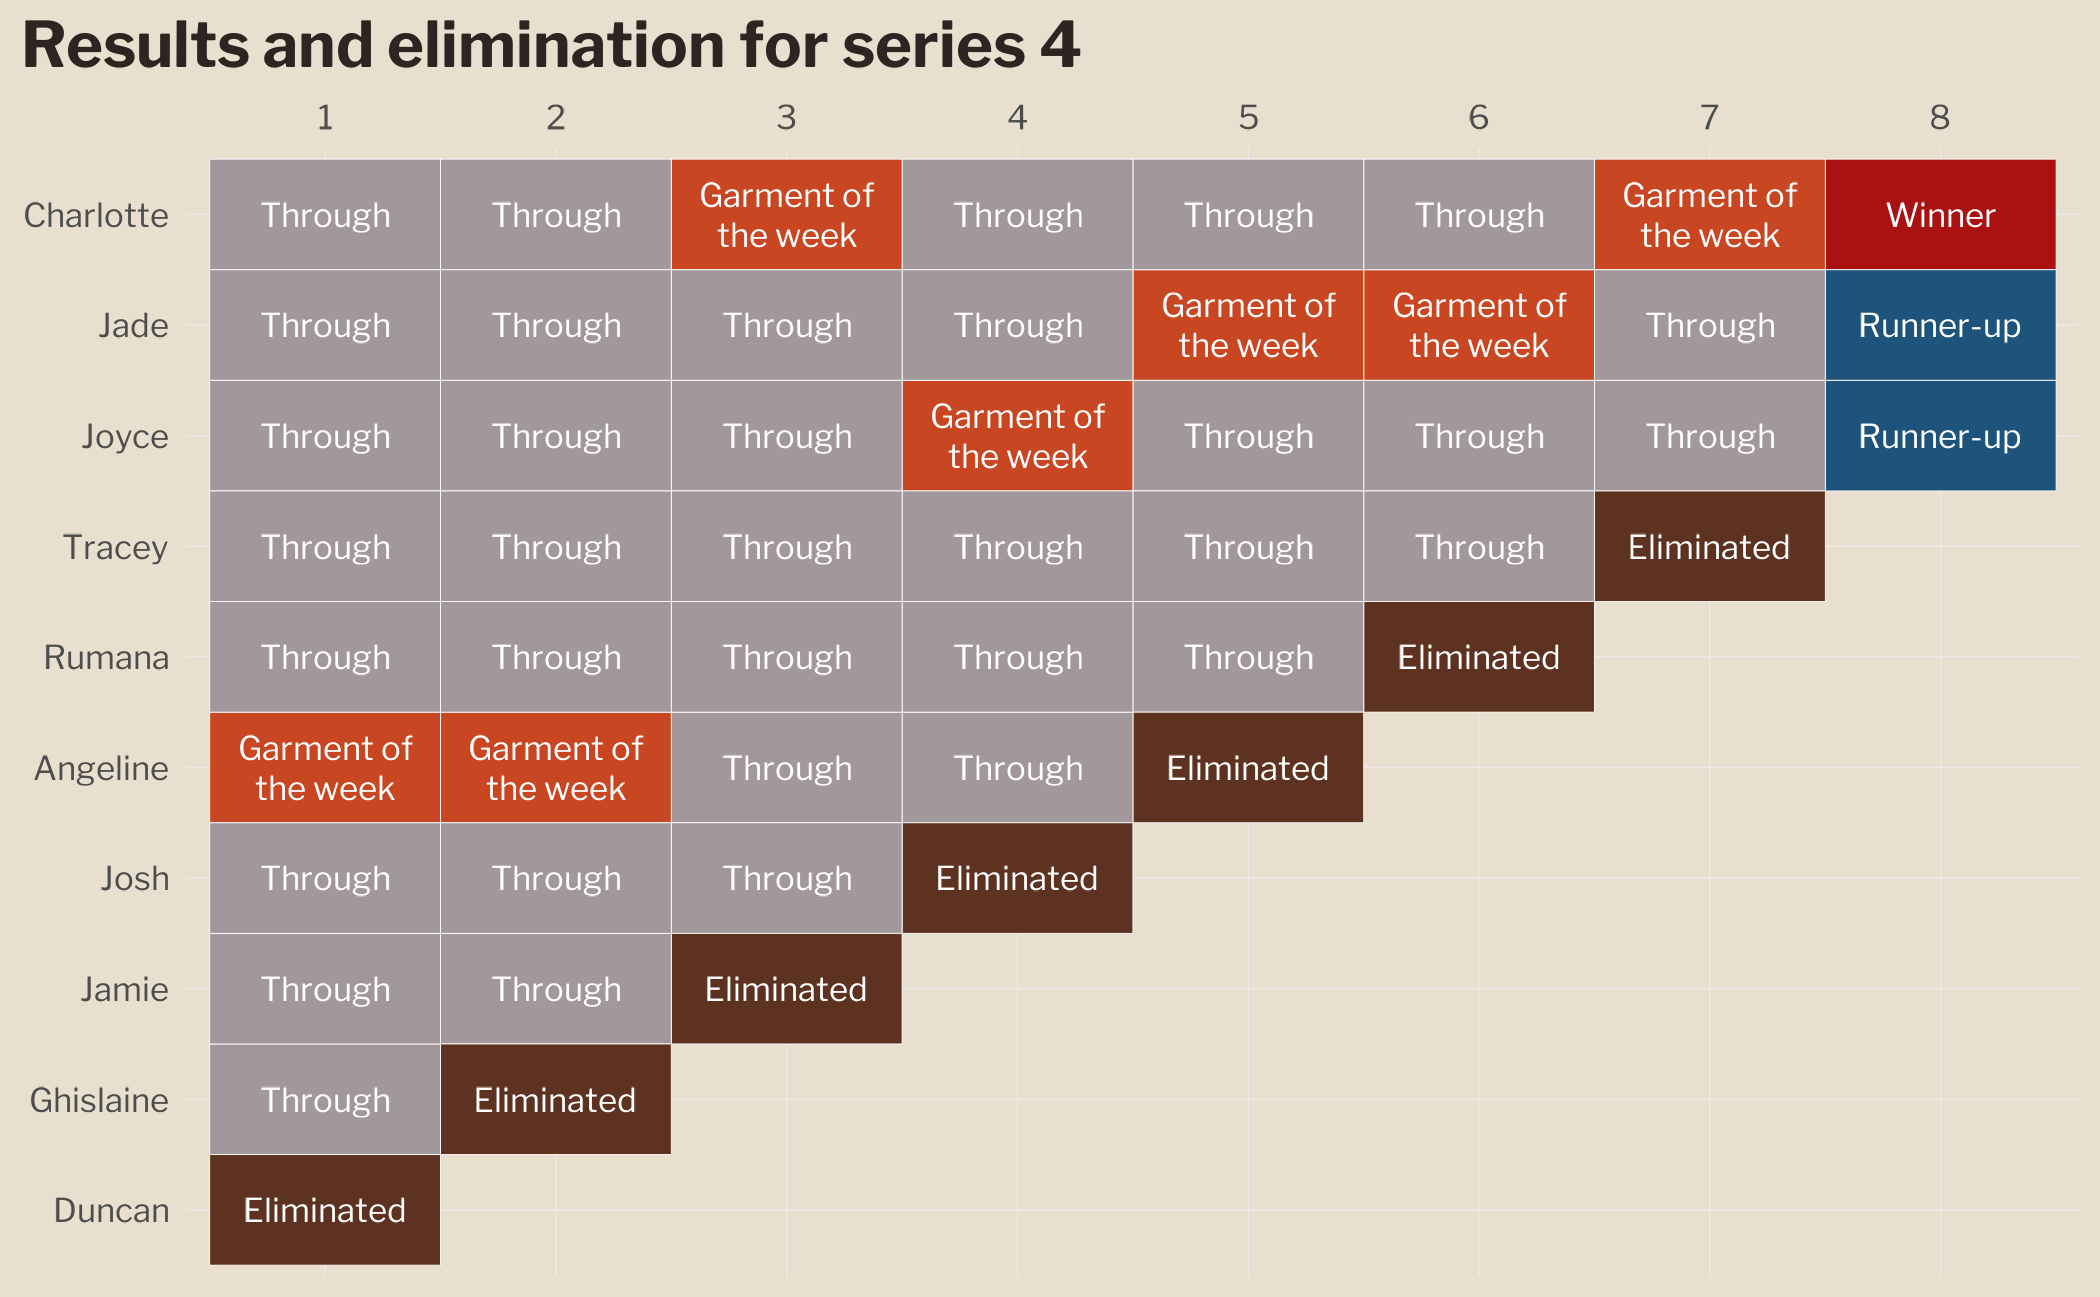 Results and elimination for series 4
1 2 3 4 5 6 7 8
Charlotte Through Through Garment of the week Through Through Through Garment of the week Winner
Jade Through Through Through Through Garment of the week Garment of the week Through Runner-up
Joyce Through Through Through Garment of the week Through Through Through Runner-up
Tracey Through Through Through Through Through Through Eliminated
Rumana Through Through Through Through Through Eliminated
Angeline Garment of the week Garment of the week Through Through Eliminated
Josh Through Through Through Eliminated
Jamie Through Through Eliminated
Ghislaine Through Eliminated
Duncan Eliminated